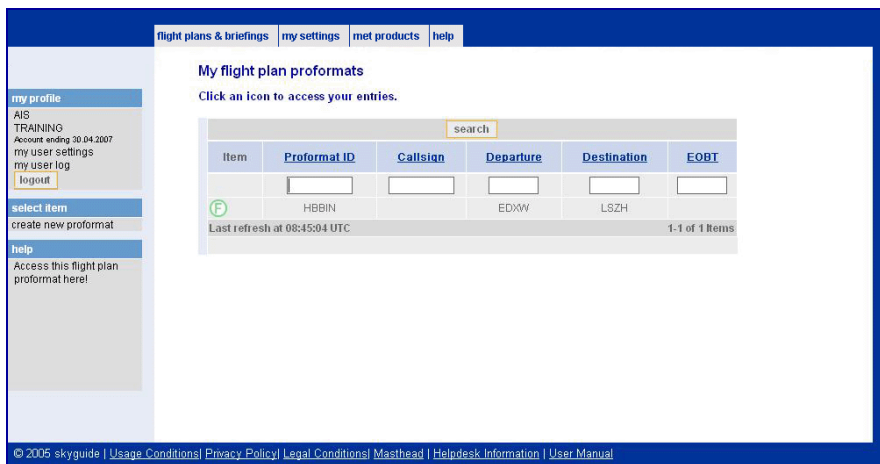 flight plans & briefings my settings met products help
My flight plan proformats
Click an icon to access your entries.
my profile
AIS
TRAINING
Account ending 30.04.2007
my user settings
my user log
logout
select item
create new proformat
help
Access this flight plan
proformat here!
search
Item Proformat ID Callsign Departure Destination EOBT
F HBBIN EDXW LSZH
Last refresh at 08:45:04 UTC 1-1 of 1 Items
© 2005 skyguide | Usage Conditions| Privacy Policy| Legal Conditions| Masthead | Helpdesk Information | User Manual